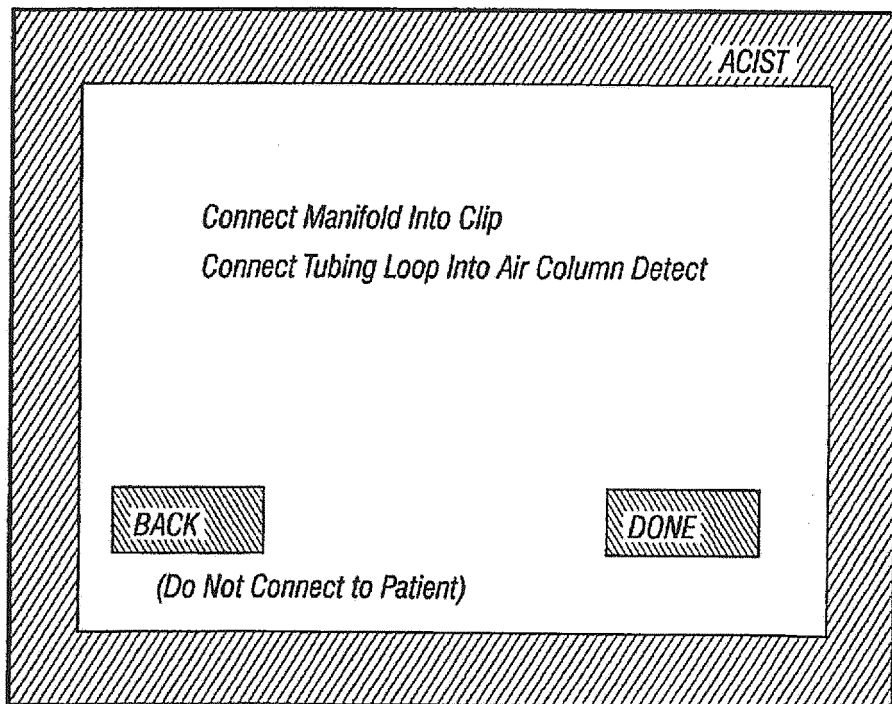 ACIST
Connect Manifold Into Clip
Connect Tubing Loop Into Air Column Detect
BACK
DONE
(Do Not Connect to Patient)